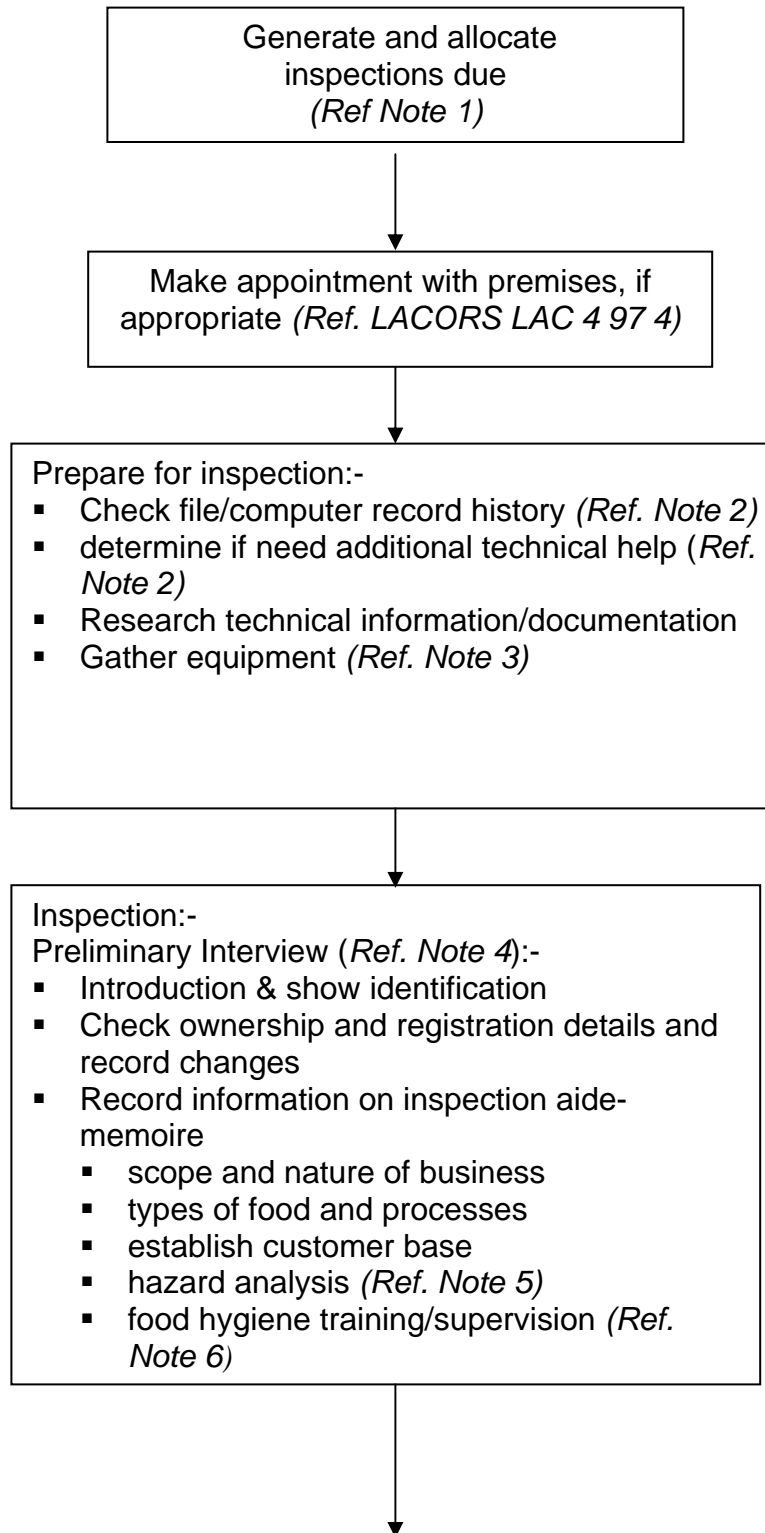 Generate and allocate
inspections due
(Ref Note 1)
Make appointment with premises, if
appropriate (Ref. LACORS LAC 4 97 4)
Prepare for inspection:-
▪ Check file/computer record history (Ref. Note 2)
▪ determine if need additional technical help (Ref.
Note 2)
▪ Research technical information/documentation
▪ Gather equipment (Ref. Note 3)
Inspection:-
Preliminary Interview (Ref. Note 4):-
▪ Introduction & show identification
▪ Check ownership and registration details and
record changes
▪ Record information on inspection aide-
memoire
▪ scope and nature of business
▪ types of food and processes
▪ establish customer base
▪ hazard analysis (Ref. Note 5)
▪ food hygiene training/supervision (Ref.
Note 6)